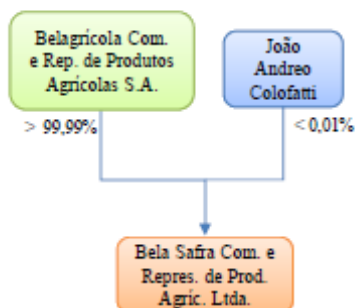 Belagrícola Com.
e Rep. de Produtos
Agrícolas S.A.
João
Andreo
Colofatti
> 99,99%
< 0,01%
Bela Safra Com. e
Repres. de Prod.
Agríc. Ltda.